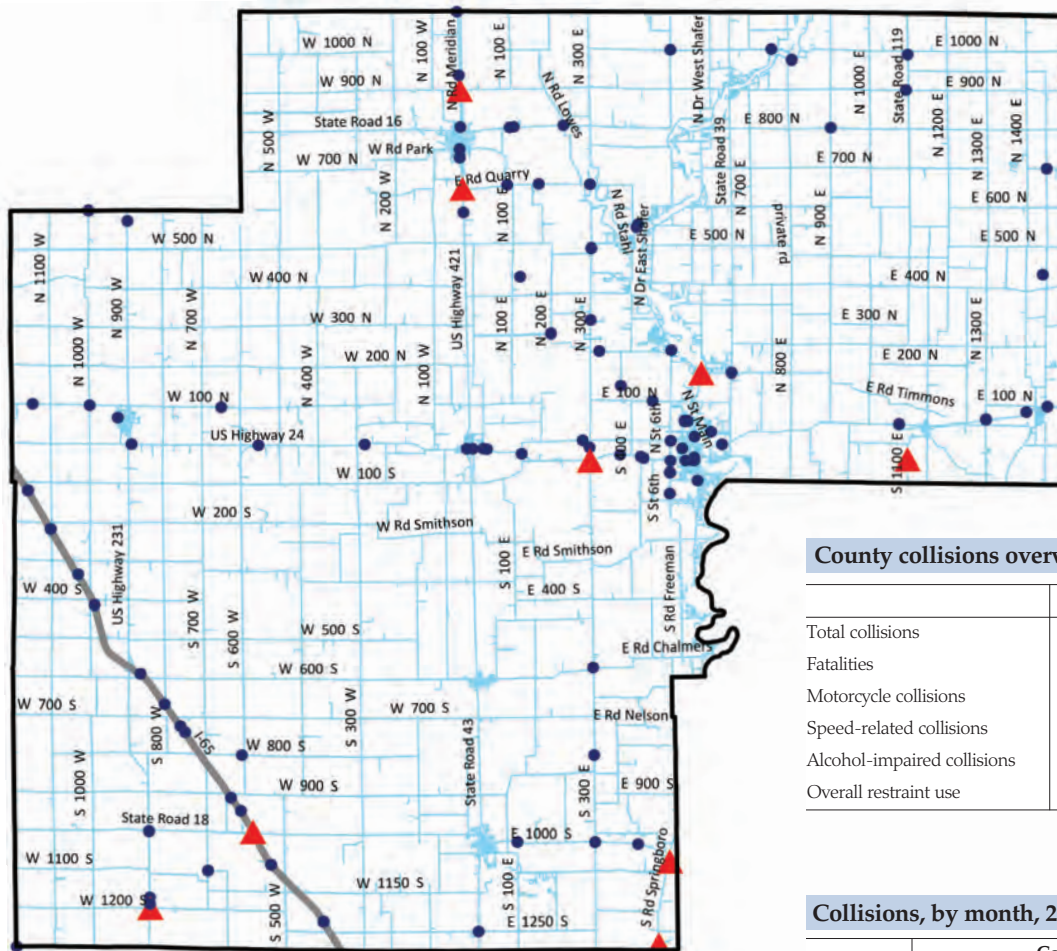 W 1000 N
N 100 W
N 100 E
N 300 E
N Dr West Shafer
State Road 119
E 1000 N
W 900 N
N Rd Meridian
N Rd Lowes
N 1000 E
E 900 N
State Road 16
N 500 W
W Rd Park
W 700 N
State Road 39
E 800 N
N 1200 E
N 1300 E
N 1400 E
E 700 N
E Rd Quarry
N 200 W
N 100 E
N Rd Stahl
N 700 E
private rd
N 900 E
E 600 N
W 500 N
E 500 N
E 500 N
N 1100 W
W 400 N
N Dr East Shafer
E 400 N
N 900 W
N 700 W
US Highway 421
W 300 N
N 100 E
N 200 E
N 300 E
E 300 N
N 1300 E
N 1000 W
N 400 W
W 200 N
N 100 W
N 800 E
E 200 N
W 100 N
E 100 N
N St 6th
N St Main
E Rd Timmons
E 100 N
US Highway 24
W 100 S
S 400 E
S St 6th
S 1100 E
W 200 S
W Rd Smithson
E Rd Smithson
US Highway 231
S 100 E
W 400 S
E 400 S
S Rd Freeman
S 700 W
S 600 W
W 500 S
E Rd Chalmers
W 600 S
W 700 S
S 300 W
W 700 S
E Rd Nelson
S 800 W
I-65
W 800 S
State Road 43
S 1000 W
W 900 S
S 300 E
E 900 S
State Road 18
E 1000 S
W 1100 S
W 1150 S
S 100 E
S Rd Springboro
W 1200 S
S 500 W
E 1250 S
County collisions overv
Total collisions
Fatalities
Motorcycle collisions
Speed-related collisions
Alcohol-impaired collisions
Overall restraint use
Collisions, by month, 2
Co